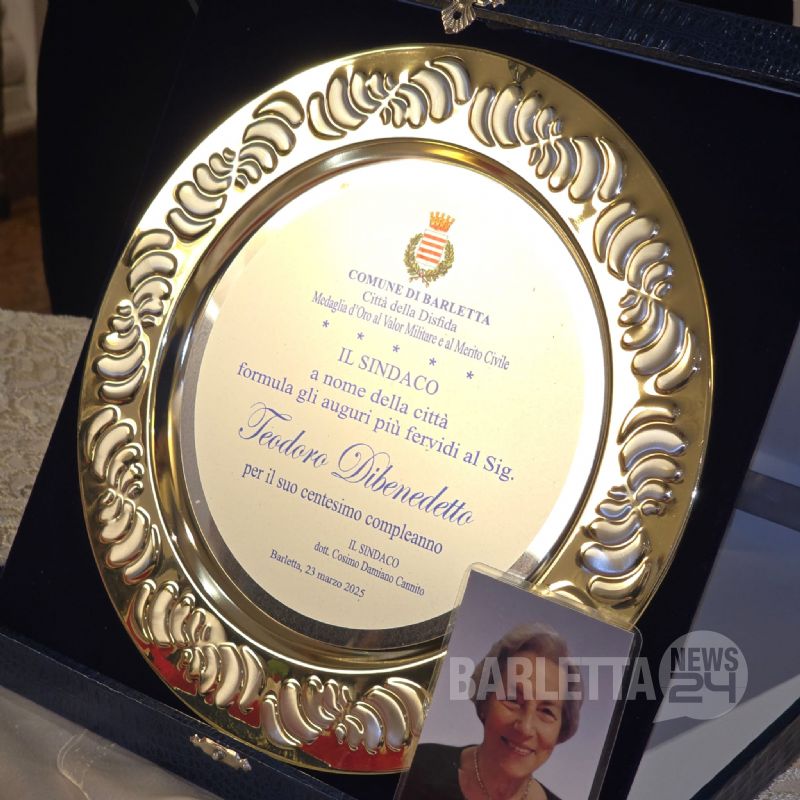 COMUNE DI BARLETTA
Città della Disfida
Medaglia d'Oro al Valor Militare e al Merito Civile
* * * * *
IL SINDACO
a nome della città
formula gli auguri più fervidi al Sig.
Teodoro Dibenedetto
per il suo centesimo compleanno
IL SINDACO
dott. Cosimo Damiano Cannito
Barletta, 23 marzo 2025
BARLETTA NEWS
24